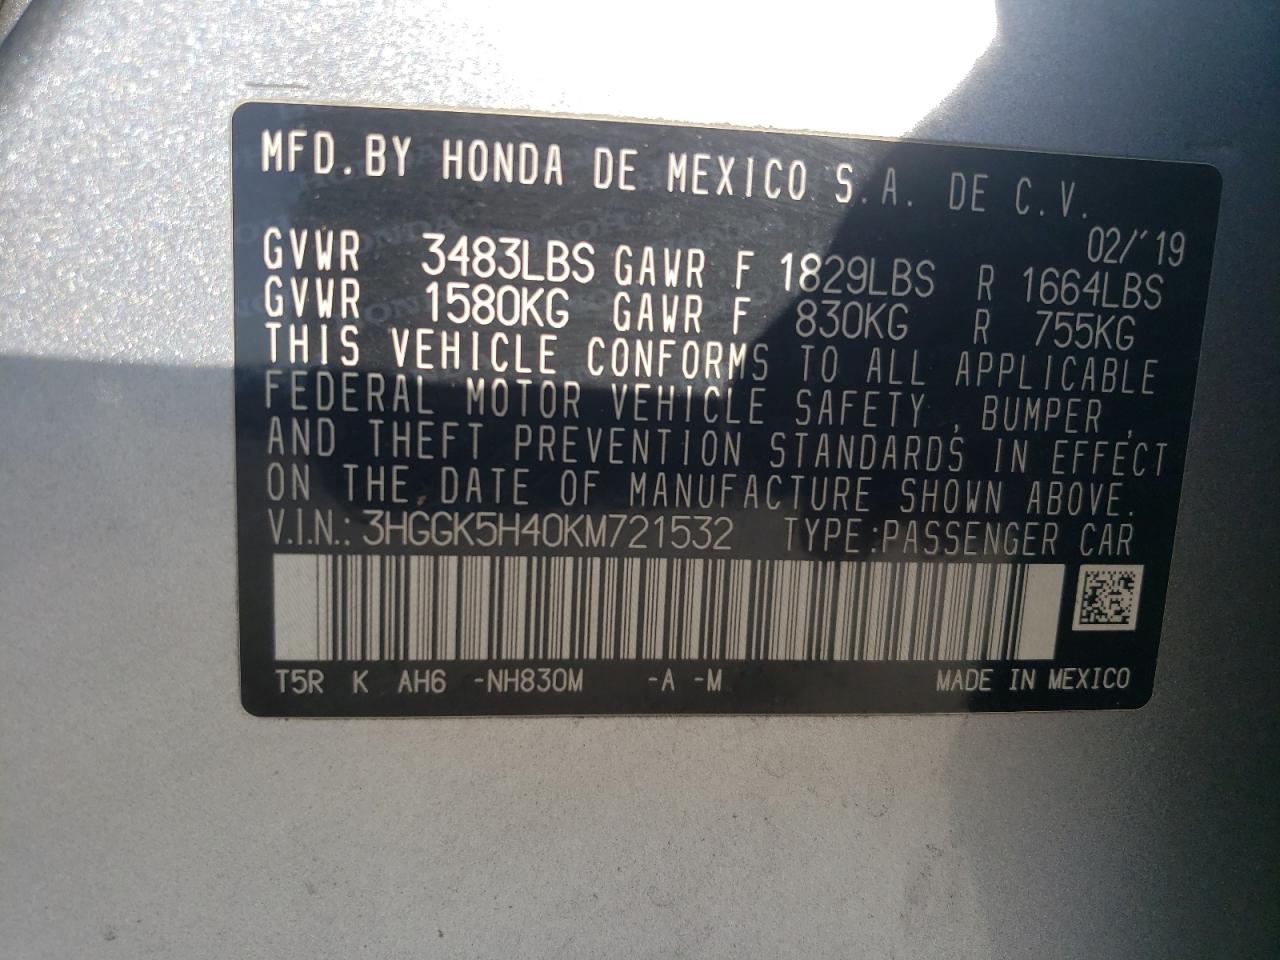 MFD.BY HONDA DE MEXICO S.A. DE C.V.
02/'19
GVWR 3483LBS GAWR F 1829LBS R 1664LBS
GVWR 1580KG GAWR F 830KG R 755KG
THIS VEHICLE CONFORMS TO ALL APPLICABLE
FEDERAL MOTOR VEHICLE SAFETY, BUMPER,
AND THEFT PREVENTION STANDARDS IN EFFECT
ON THE DATE OF MANUFACTURE SHOWN ABOVE.
V.I.N.: 3HGGK5H40KM721532 TYPE:PASSENGER CAR
T5R K AH6 -NH830M -A -M MADE IN MEXICO